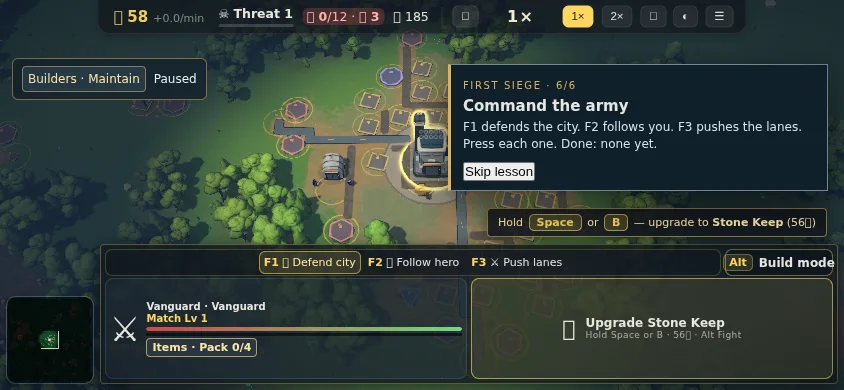 58 +0.0/min Threat 1 0/12 · 3 185 1× 1× 2×
Builders · Maintain Paused
FIRST SIEGE · 6/6
Command the army
F1 defends the city. F2 follows you. F3 pushes the lanes.
Press each one. Done: none yet.
Skip lesson
Hold Space or B — upgrade to Stone Keep (56)
F1 Defend city F2 Follow hero F3 Push lanes Alt Build mode
Vanguard · Vanguard
Match Lv 1
Items · Pack 0/4
Upgrade Stone Keep
Hold Space or B · 56 · Alt Fight